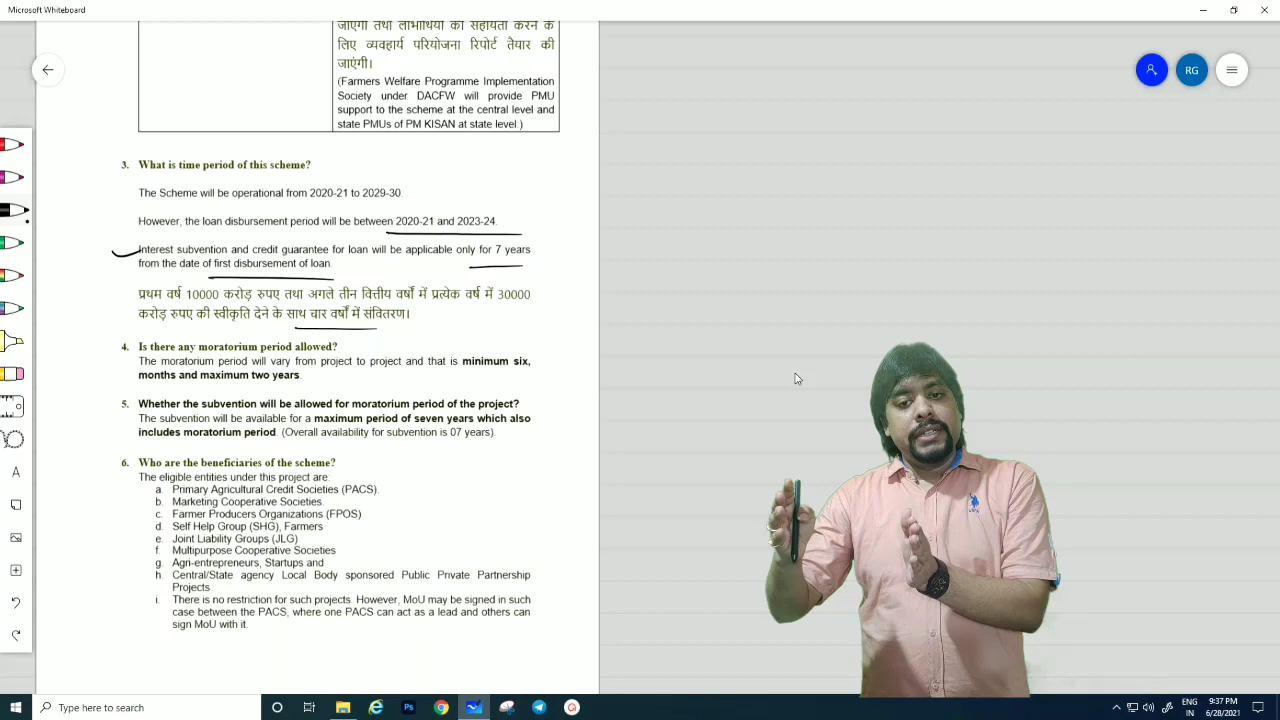 Microsoft Whiteboard
RG
जाएगी तथा लाभार्थियों को सहायता करने के
लिए व्यवहार्य परियोजना रिपोर्ट तैयार की
जाएंगी।
(Farmers Welfare Programme Implementation
Society under DACFW will provide PMU
support to the scheme at the central level and
state PMUs of PM KISAN at state level.)
3. What is time period of this scheme?
The Scheme will be operational from 2020-21 to 2029-30.
However, the loan disbursement period will be between 2020-21 and 2023-24.
Interest subvention and credit guarantee for loan will be applicable only for 7 years
from the date of first disbursement of loan.
प्रथम वर्ष 10000 करोड़ रुपए तथा अगले तीन वित्तीय वर्षों में प्रत्येक वर्ष में 30000
करोड़ रुपए की स्वीकृति देने के साथ चार वर्षों में संवितरण।
4. Is there any moratorium period allowed?
The moratorium period will vary from project to project and that is minimum six,
months and maximum two years.
5. Whether the subvention will be allowed for moratorium period of the project?
The subvention will be available for a maximum period of seven years which also
includes moratorium period. (Overall availability for subvention is 07 years).
6. Who are the beneficiaries of the scheme?
The eligible entities under this project are:
a. Primary Agricultural Credit Societies (PACS).
b. Marketing Cooperative Societies.
c. Farmer Producers Organizations (FPOS)
d. Self Help Group (SHG), Farmers
e. Joint Liability Groups (JLG)
f. Multipurpose Cooperative Societies
g. Agri-entrepreneurs, Startups and
h. Central/State agency Local Body sponsored Public Private Partnership
Projects
i. There is no restriction for such projects. However, MoU may be signed in such
case between the PACS, where one PACS can act as a lead and others can
sign MoU with it.
Type here to search
ENG
IN
9:37 PM
6/28/2021